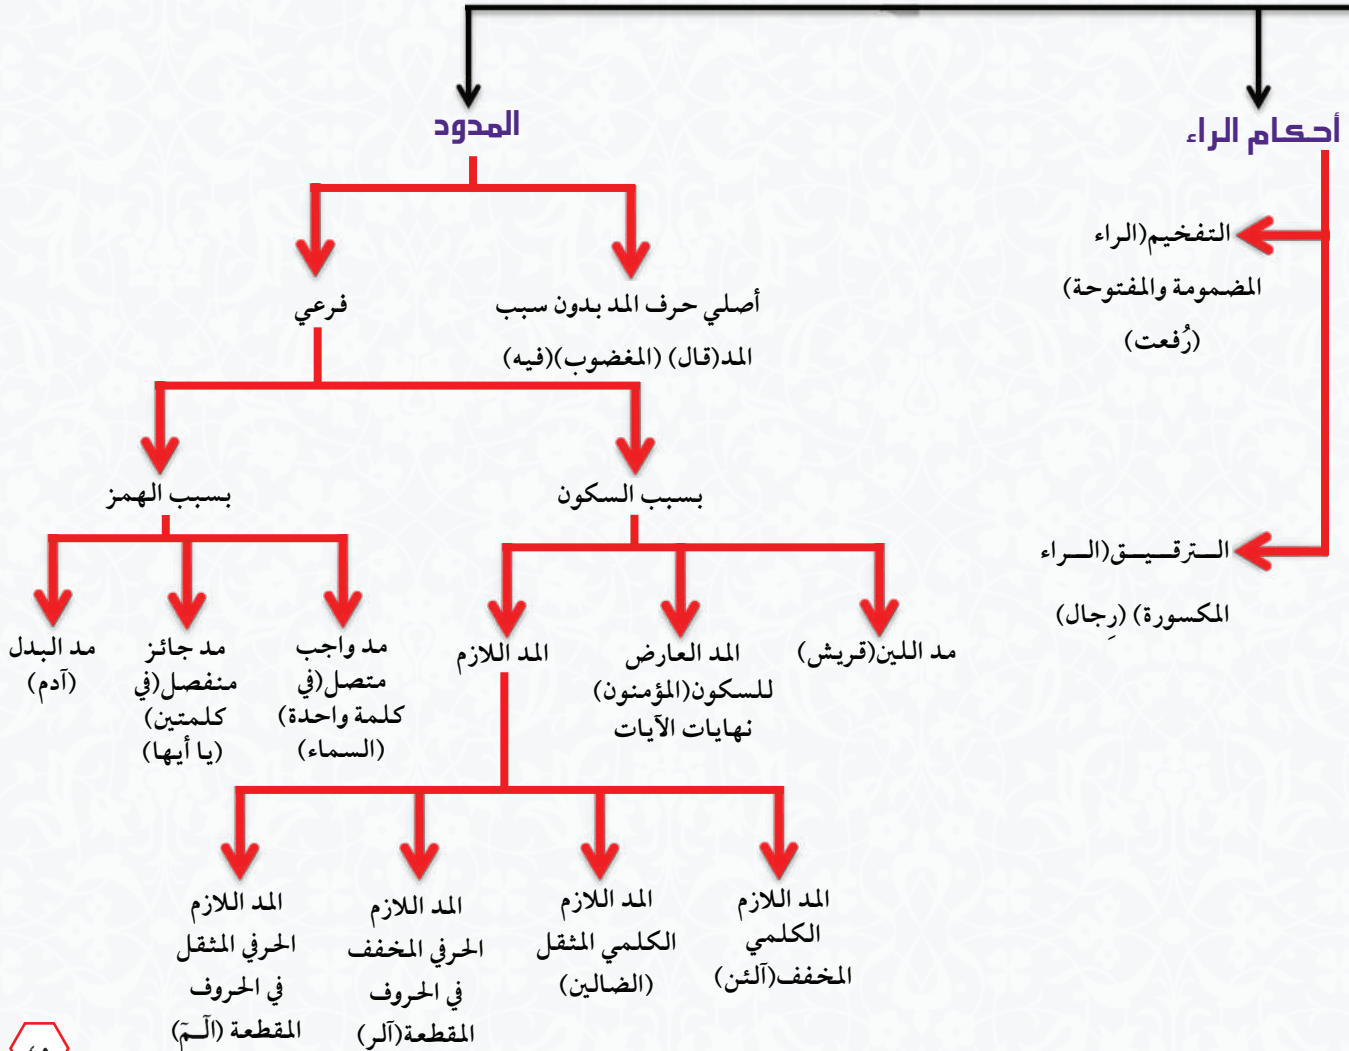 أحكام الراء
التفخيم(الراء
المضمومة والمفتوحة)
(رُفعت)
الــترقــيــق(الـــراء
المكسورة) (رِجال)
المدود
أصلي حرف المد بدون سبب
المد(قال) (المغضوب)(فيه)
فرعي
بسبب السكون
بسبب الهمز
مد اللين(قريش)
المد العارض
للسكون(المؤمنون)
نهايات الآيات
المد اللازم
مد واجب
متصل(في
كلمة واحدة)
(السماء)
مد جائز
منفصل(في
كلمتين)
(يا أيها)
مد البدل
(آدم)
المد اللازم
الكلمي
المخفف(آلئن)
المد اللازم
الكلمي المثقل
(الضالين)
المد اللازم
الحرفي المخفف
في الحروف
المقطعة(آلر)
المد اللازم
الحرفي المثقل
في الحروف
المقطعة (الٓـمٓ)